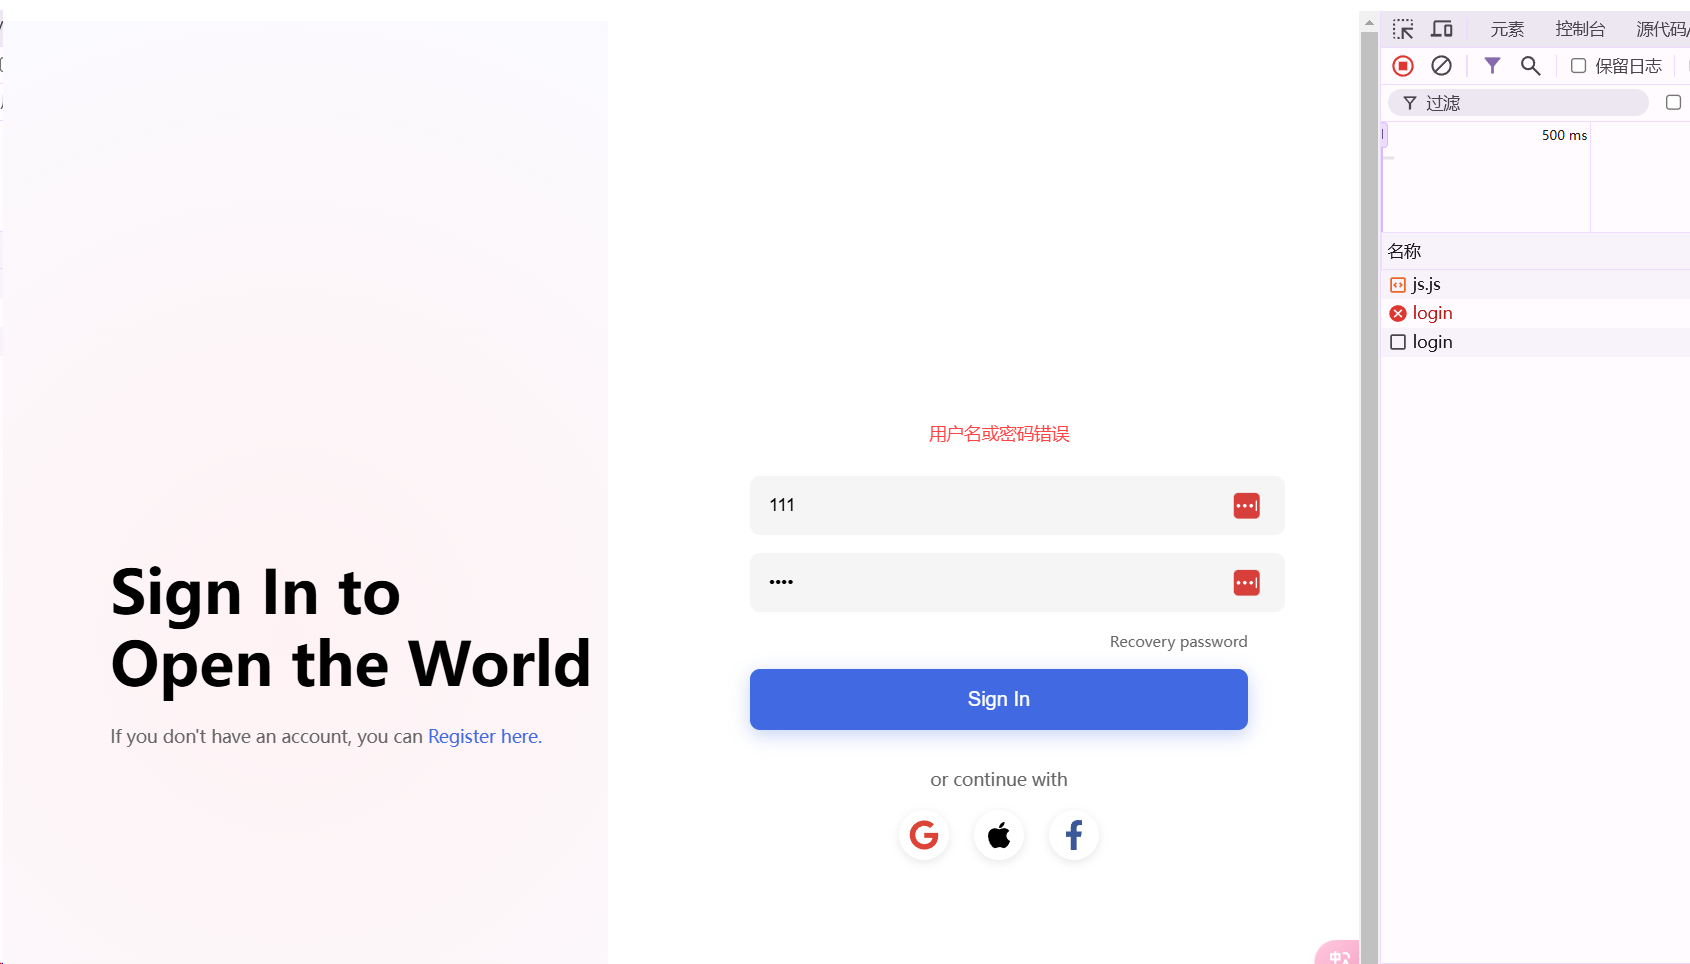 Sign In to
Open the World
If you don't have an account, you can Register here.
用户名或密码错误
111
••••
Recovery password
Sign In
or continue with
元素 控制台 源代码/
保留日志
过滤
500 ms
名称
js.js
login
login